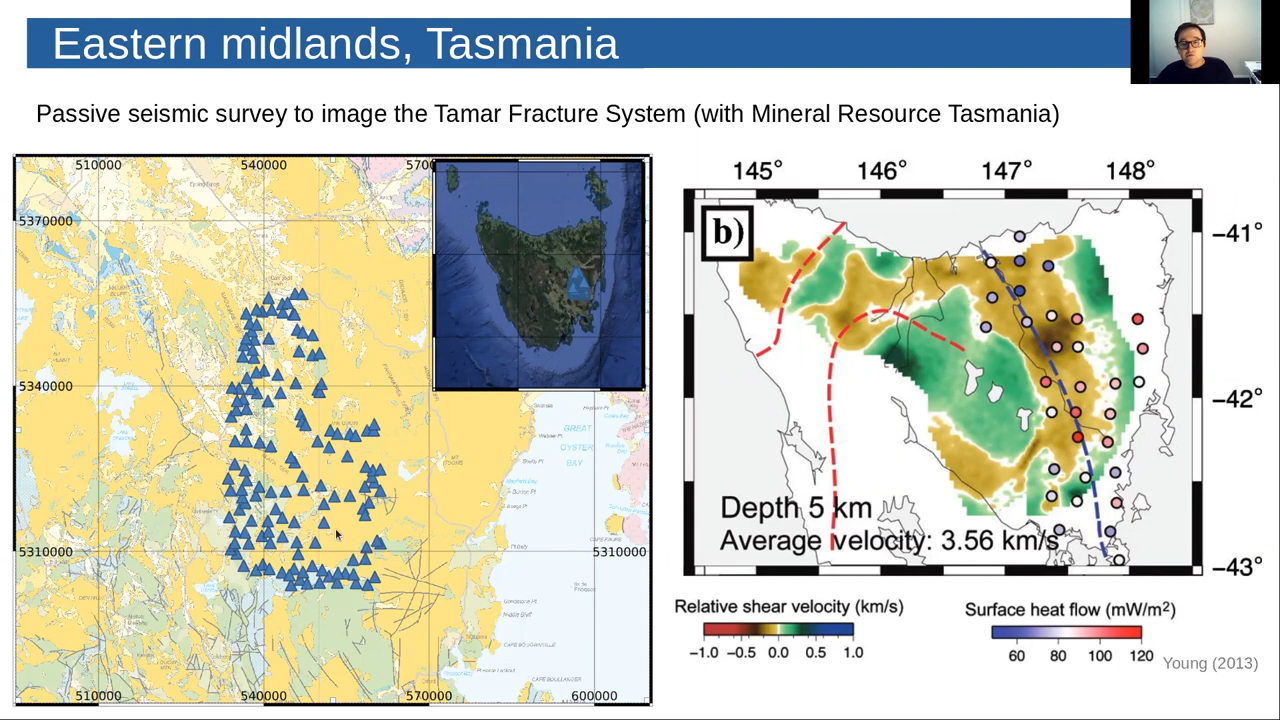 Eastern midlands, Tasmania
Passive seismic survey to image the Tamar Fracture System (with Mineral Resource Tasmania)
510000
540000
5370000
5340000
5310000
5310000
GREAT
OYSTER
BAY
510000
540000
570000
600000
145°
146°
147°
148°
b)
−41°
−42°
−43°
Depth 5 km
Average velocity: 3.56 km/s
Relative shear velocity (km/s)
−1.0 −0.5 0.0 0.5 1.0
Surface heat flow (mW/m²)
60 80 100 120
Young (2013)